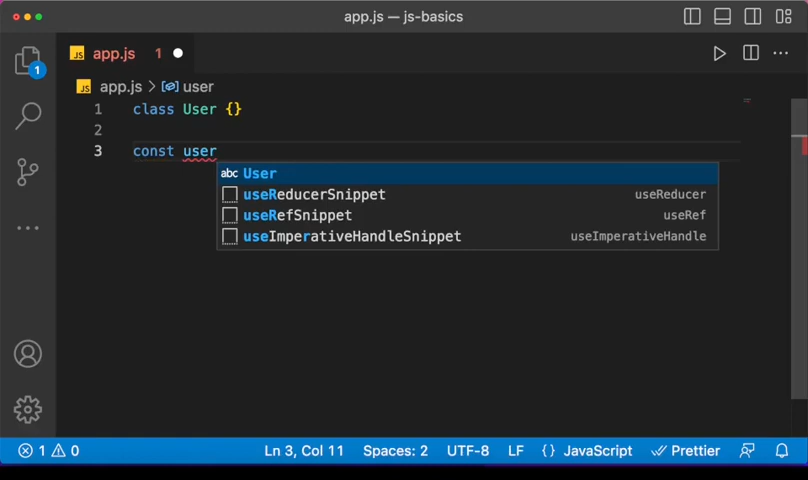 app.js — js-basics
JS app.js 1
1
JS app.js > user
1 class User {}
2
3 const user
abc User
useReducerSnippet useReducer
useRefSnippet useRef
useImperativeHandleSnippet useImperativeHandle
1 0 Ln 3, Col 11 Spaces: 2 UTF-8 LF {} JavaScript Prettier